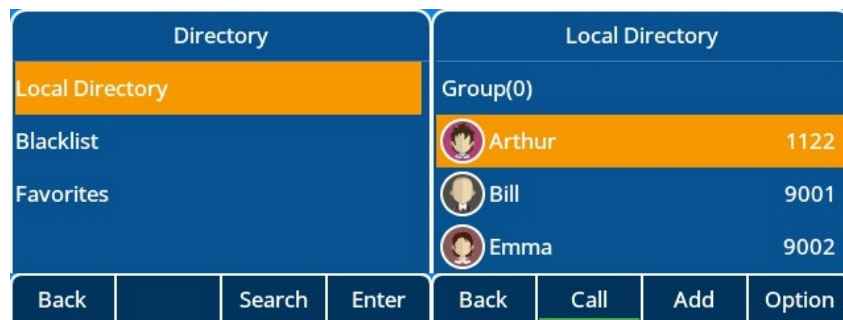 Directory
Local Directory
Blacklist
Favorites
Back Search Enter
Local Directory
Group(0)
Arthur 1122
Bill 9001
Emma 9002
Back Call Add Option